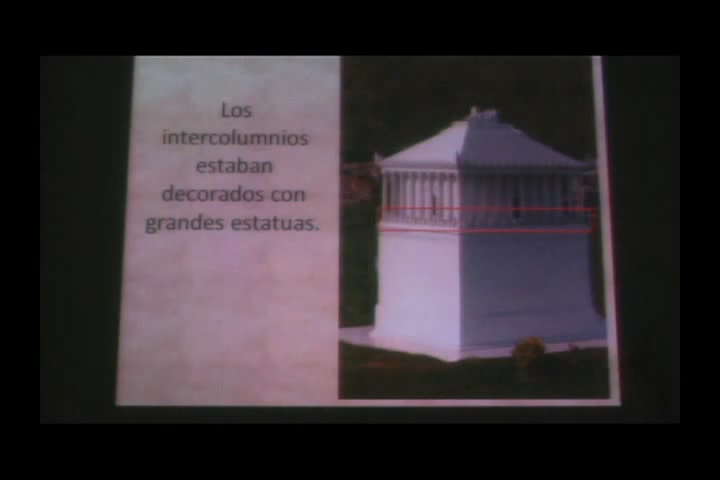 Los
intercolumnios
estaban
decorados con
grandes estatuas.